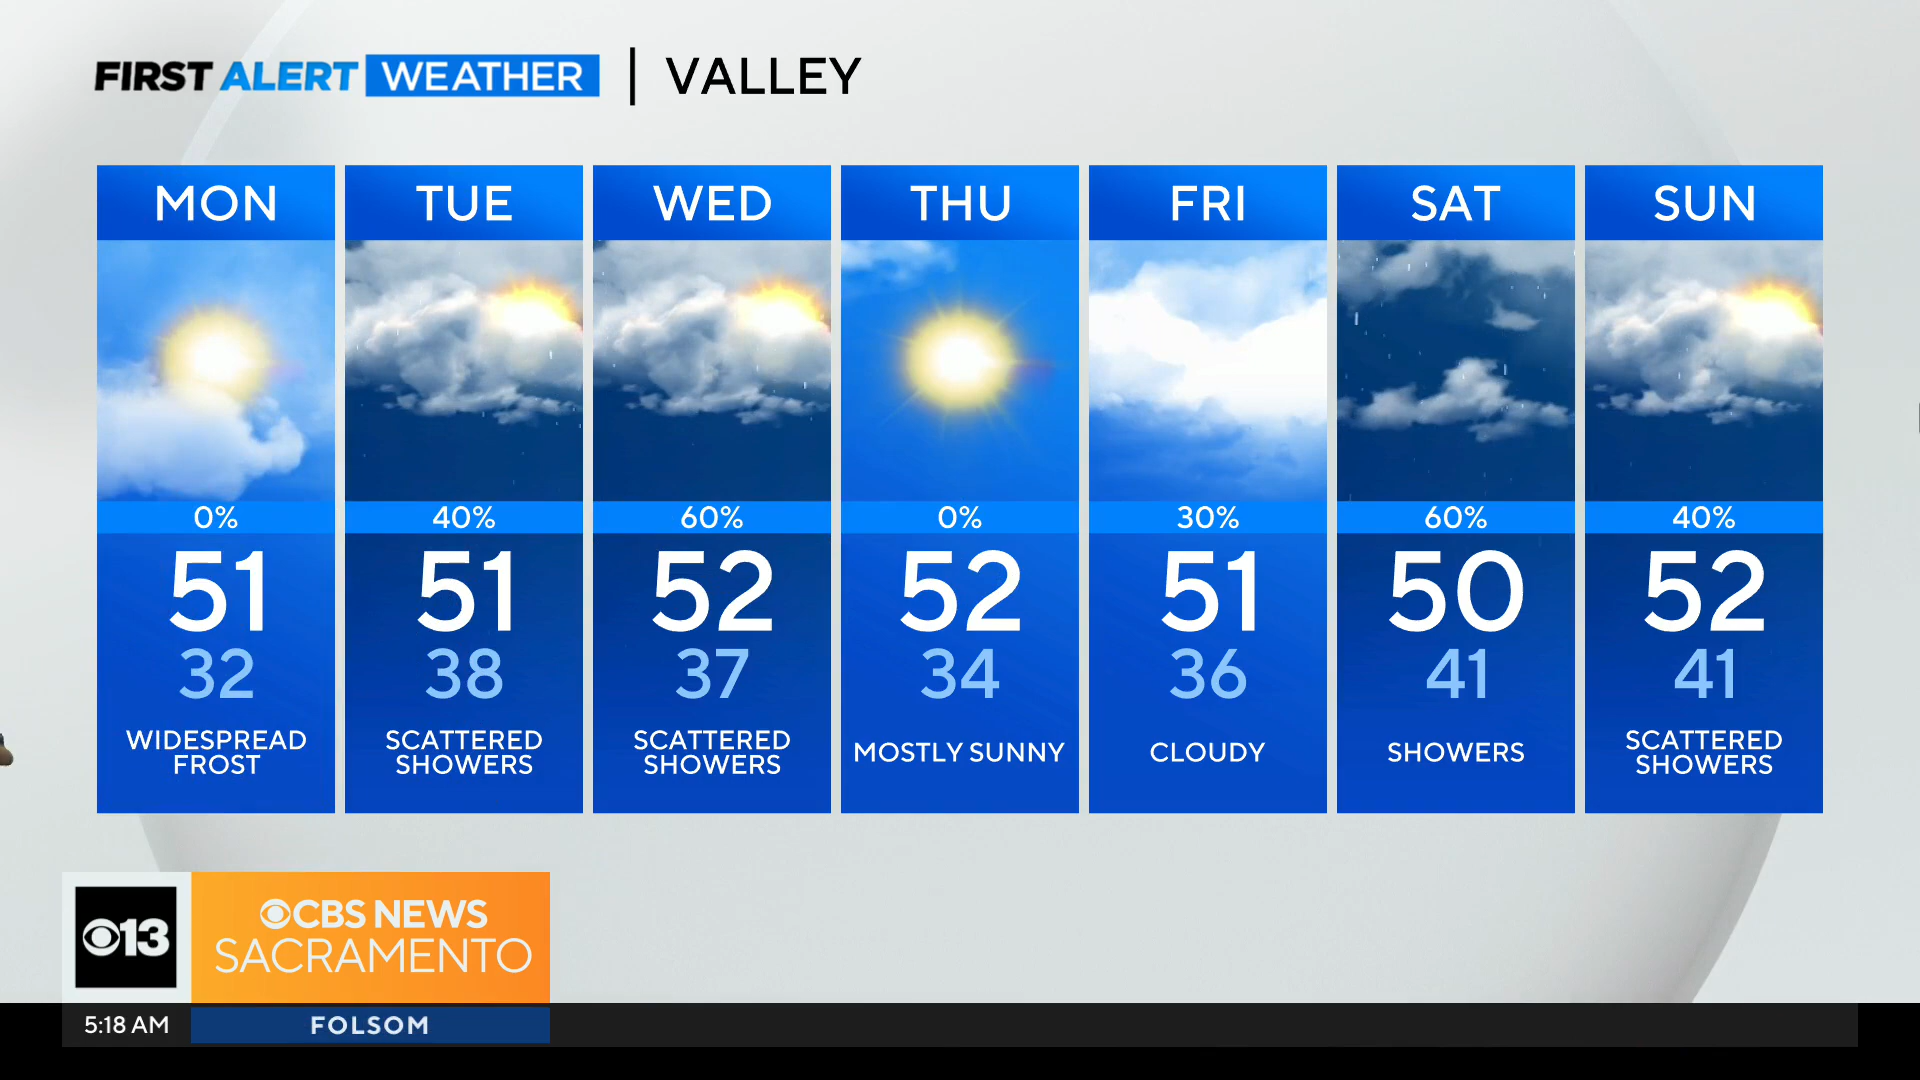 FIRST ALERT WEATHER | VALLEY
MON
0%
51
32
WIDESPREAD
FROST
TUE
40%
51
38
SCATTERED
SHOWERS
WED
60%
52
37
SCATTERED
SHOWERS
THU
0%
52
34
MOSTLY SUNNY
FRI
30%
51
36
CLOUDY
SAT
60%
50
41
SHOWERS
SUN
40%
52
41
SCATTERED
SHOWERS
13
CBS NEWS
SACRAMENTO
5:18 AM
FOLSOM